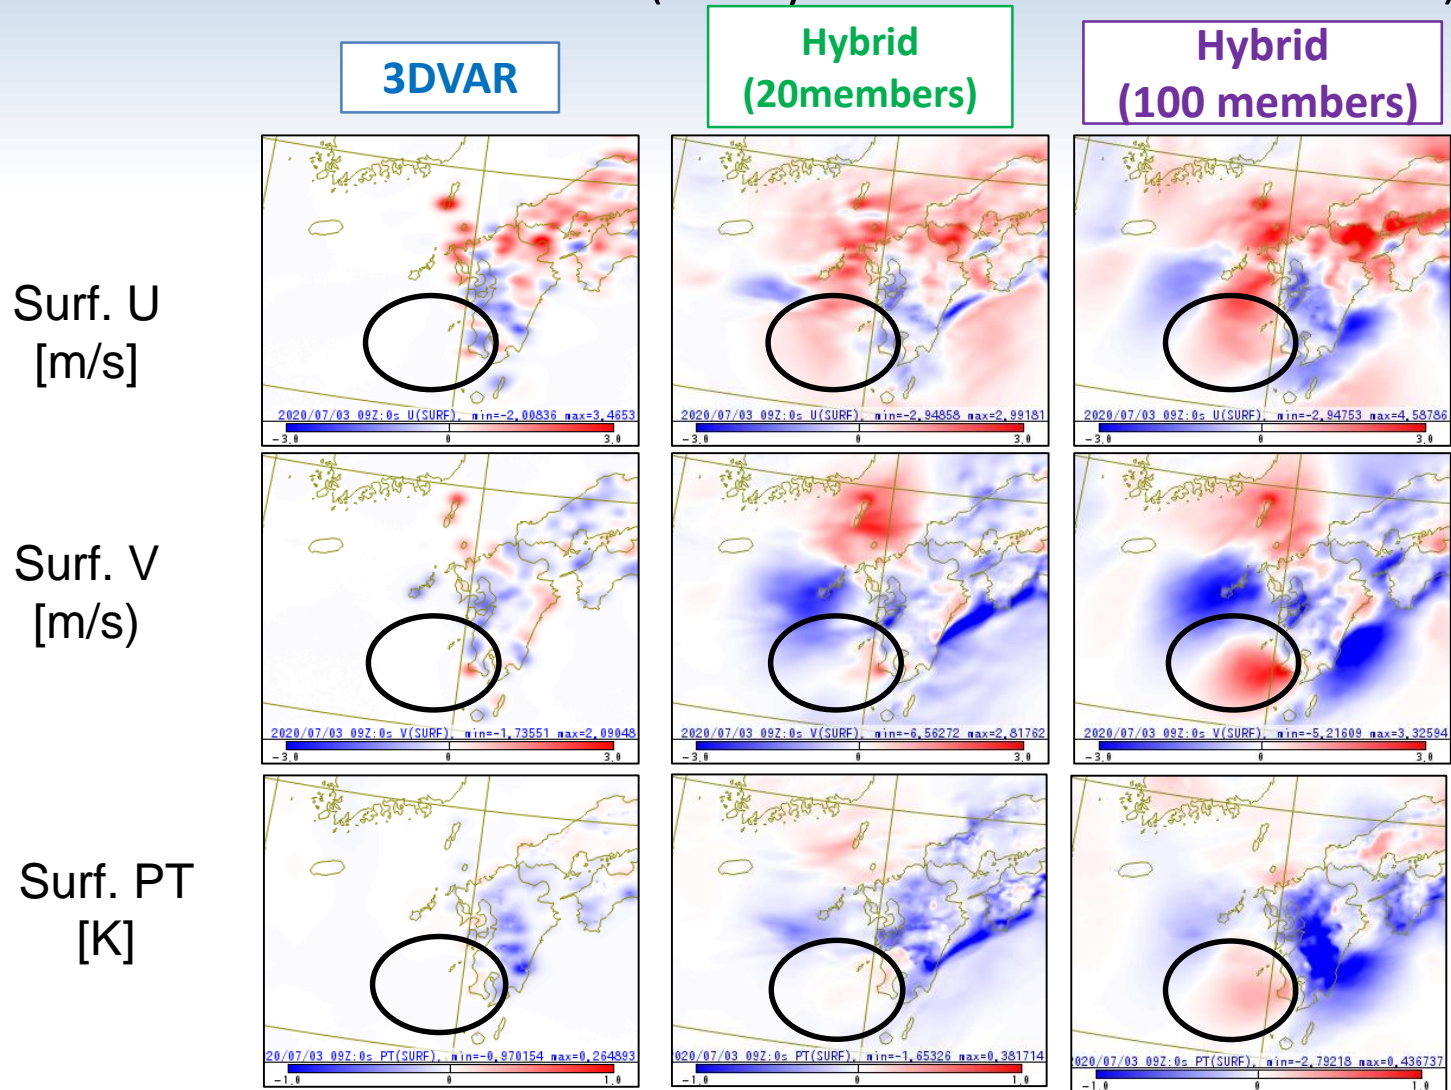 3DVAR
Hybrid
(20members)
Hybrid
(100 members)
Surf. U
[m/s]
2020/07/03 09Z:0s U(SURF), min=-2.00836 max=3.4653
-3.0 0 3.0
2020/07/03 09Z:0s U(SURF), min=-2.94858 max=2.99181
-3.0 0 3.0
2020/07/03 09Z:0s U(SURF), min=-2.94753 max=4.58786
-3.0 0 3.0
Surf. V
[m/s)
2020/07/03 09Z:0s V(SURF), min=-1.73551 max=2.09048
-3.0 0 3.0
2020/07/03 09Z:0s V(SURF), min=-6.56272 max=2.81762
-3.0 0 3.0
2020/07/03 09Z:0s V(SURF), min=-5.21609 max=3.32594
-3.0 0 3.0
Surf. PT
[K]
20/07/03 09Z:0s PT(SURF), min=-0.970154 max=0.264893
-1.0 0 1.0
020/07/03 09Z:0s PT(SURF), min=-1.65326 max=0.381714
-1.0 0 1.0
2020/07/03 09Z:0s PT(SURF), min=-2.79218 max=0.436737
-1.0 0 1.0